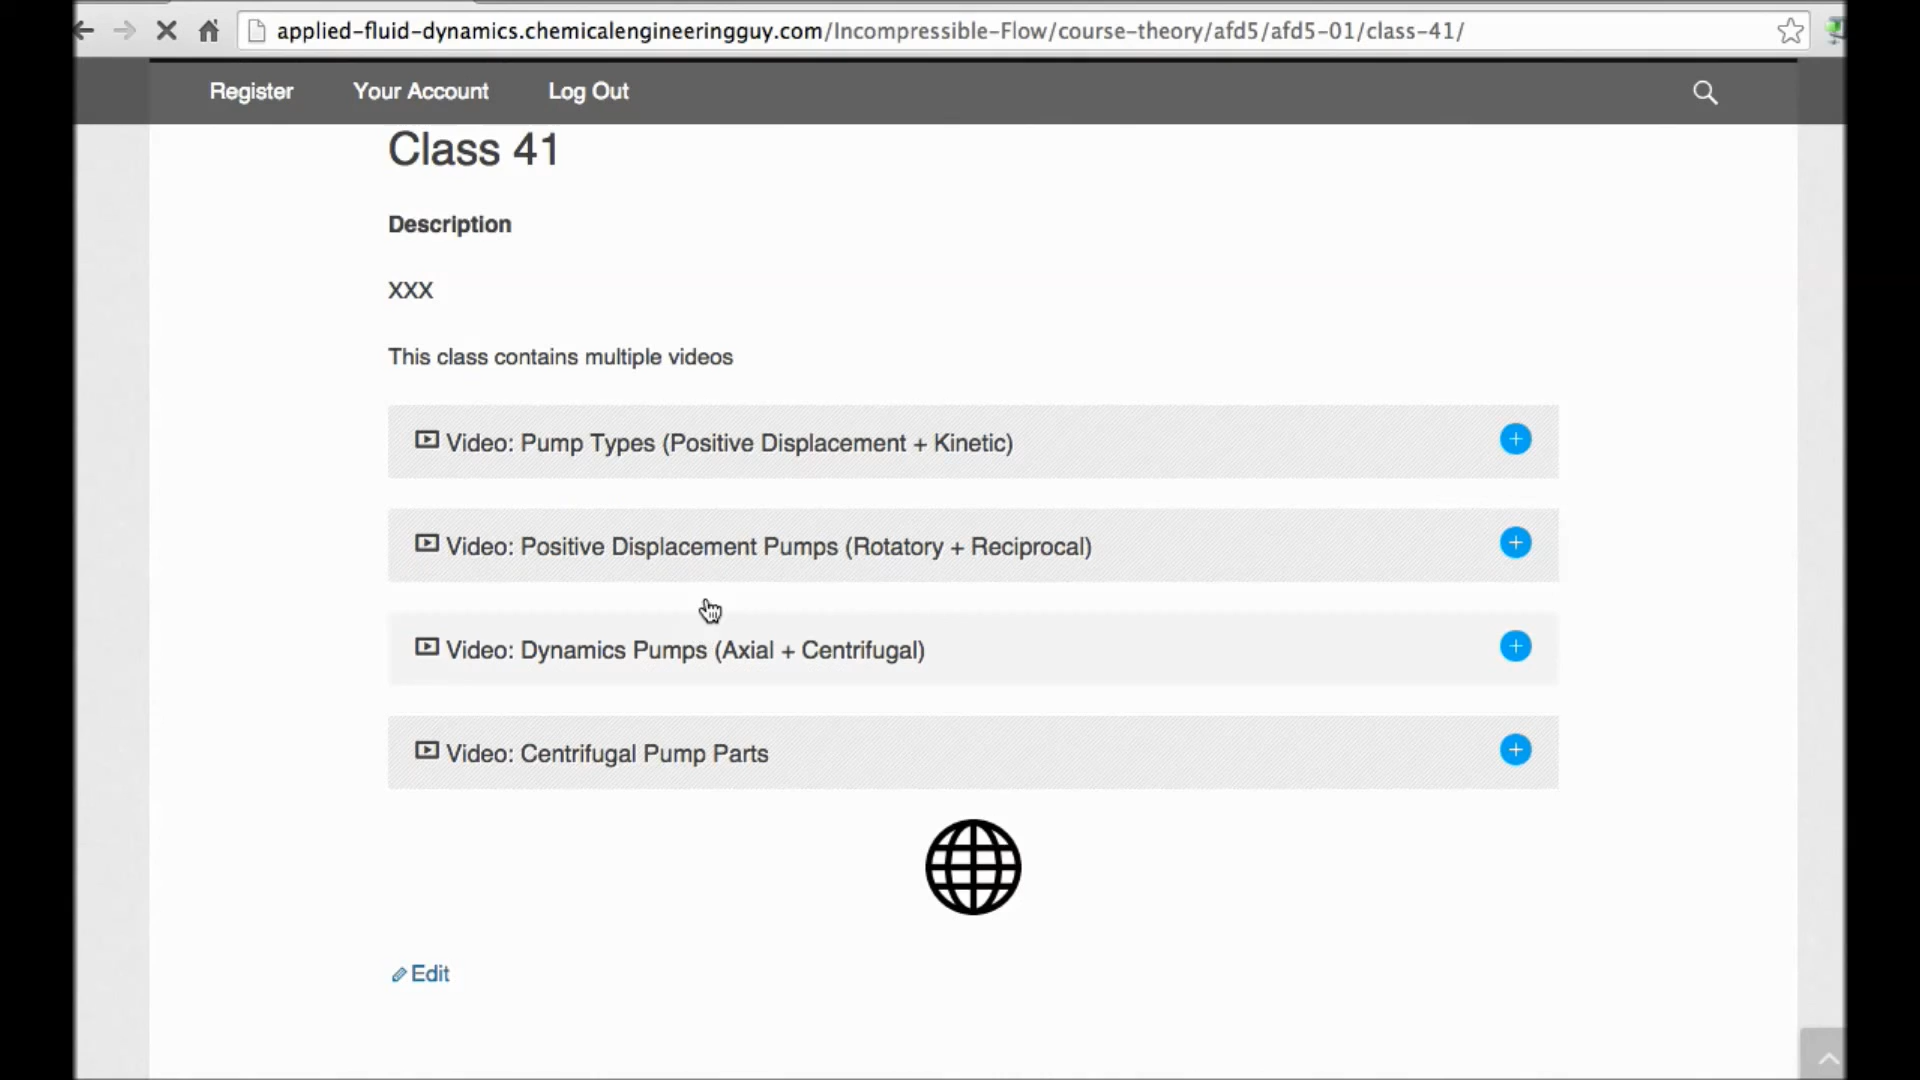 applied-fluid-dynamics.chemicalengineeringguy.com/Incompressible-Flow/course-theory/afd5/afd5-01/class-41/
Register Your Account Log Out
Class 41
Description
XXX
This class contains multiple videos
Video: Pump Types (Positive Displacement + Kinetic)
Video: Positive Displacement Pumps (Rotatory + Reciprocal)
Video: Dynamics Pumps (Axial + Centrifugal)
Video: Centrifugal Pump Parts
Edit